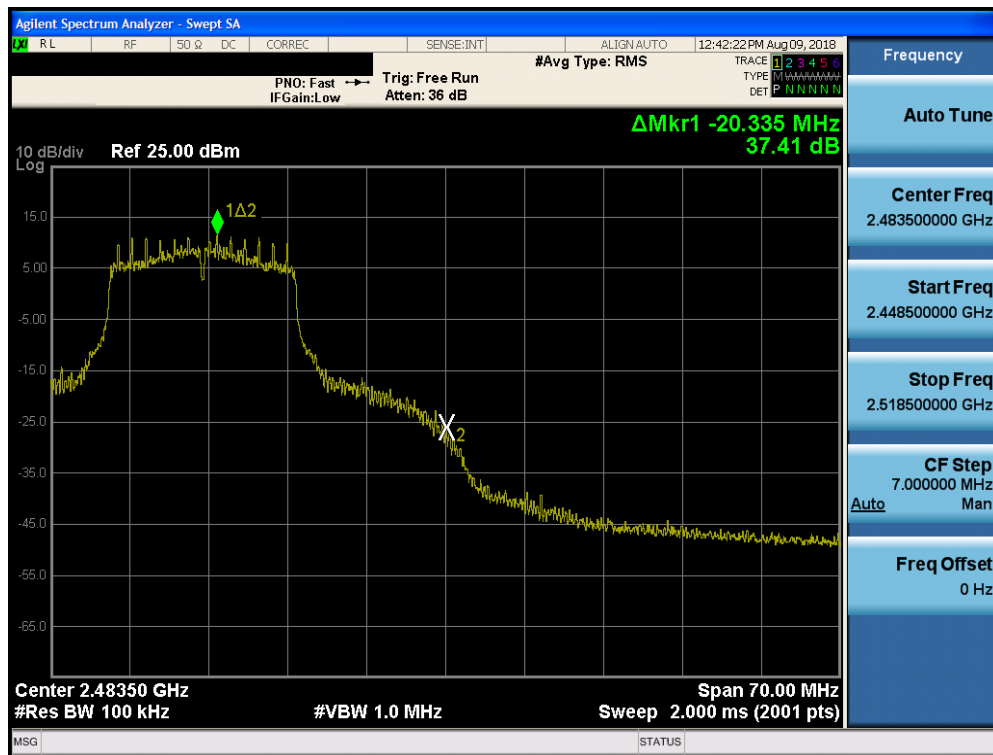 Agilent Spectrum Analyzer - Swept SA
LXI RL RF 50 Ω DC CORREC SENSE:INT ALIGN AUTO 12:42:22 PM Aug 09, 2018
PNO: Fast
IFGain:Low
Trig: Free Run
Atten: 36 dB
#Avg Type: RMS
TRACE 1 2 3 4 5 6
TYPE M
DET P N N N N N
ΔMkr1 -20.335 MHz
37.41 dB
10 dB/div
Log
Ref 25.00 dBm
1Δ2
2
15.0
5.00
-5.00
-15.0
-25.0
-35.0
-45.0
-55.0
-65.0
Center 2.48350 GHz
Span 70.00 MHz
#Res BW 100 kHz
#VBW 1.0 MHz
Sweep 2.000 ms (2001 pts)
MSG
STATUS
Frequency
Auto Tune
Center Freq
2.483500000 GHz
Start Freq
2.448500000 GHz
Stop Freq
2.518500000 GHz
CF Step
7.000000 MHz
Auto Man
Freq Offset
0 Hz